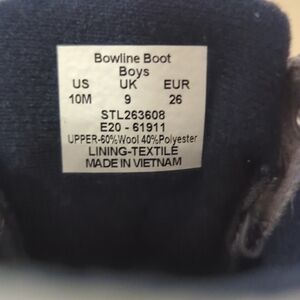 Bowline Boot
Boys
US UK EUR
10M 9 26
STL263608
E20 - 61911
UPPER-60%Wool 40%Polyester
LINING-TEXTILE
MADE IN VIETNAM